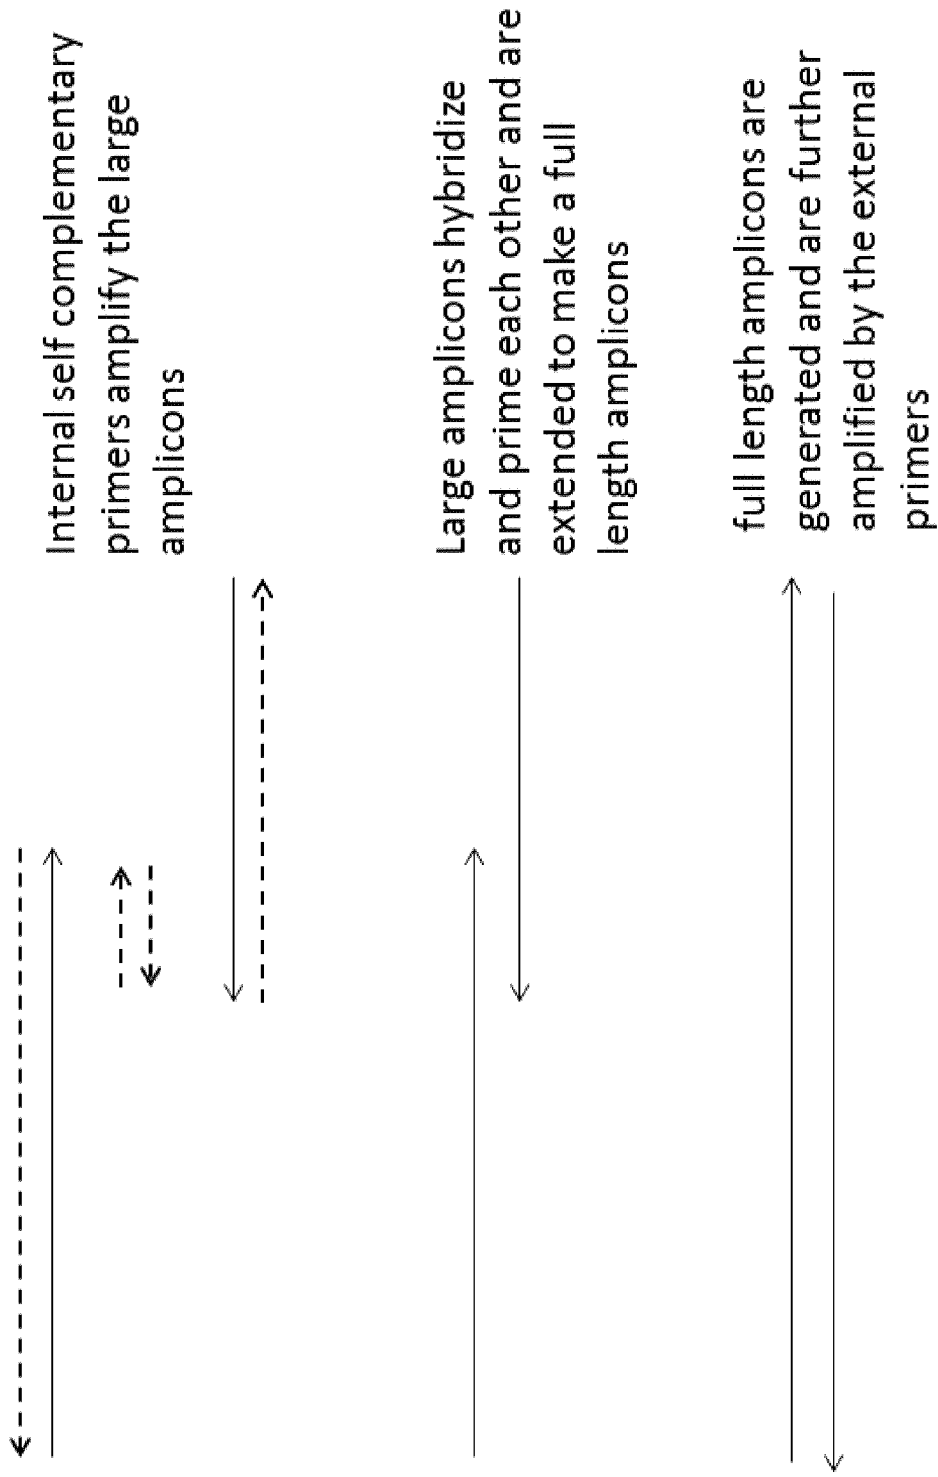 Internal self complementary
primers amplify the large
amplicons
Large amplicons hybridize
and prime each other and are
extended to make a full
length amplicons
full length amplicons are
generated and are further
amplified by the external
primers